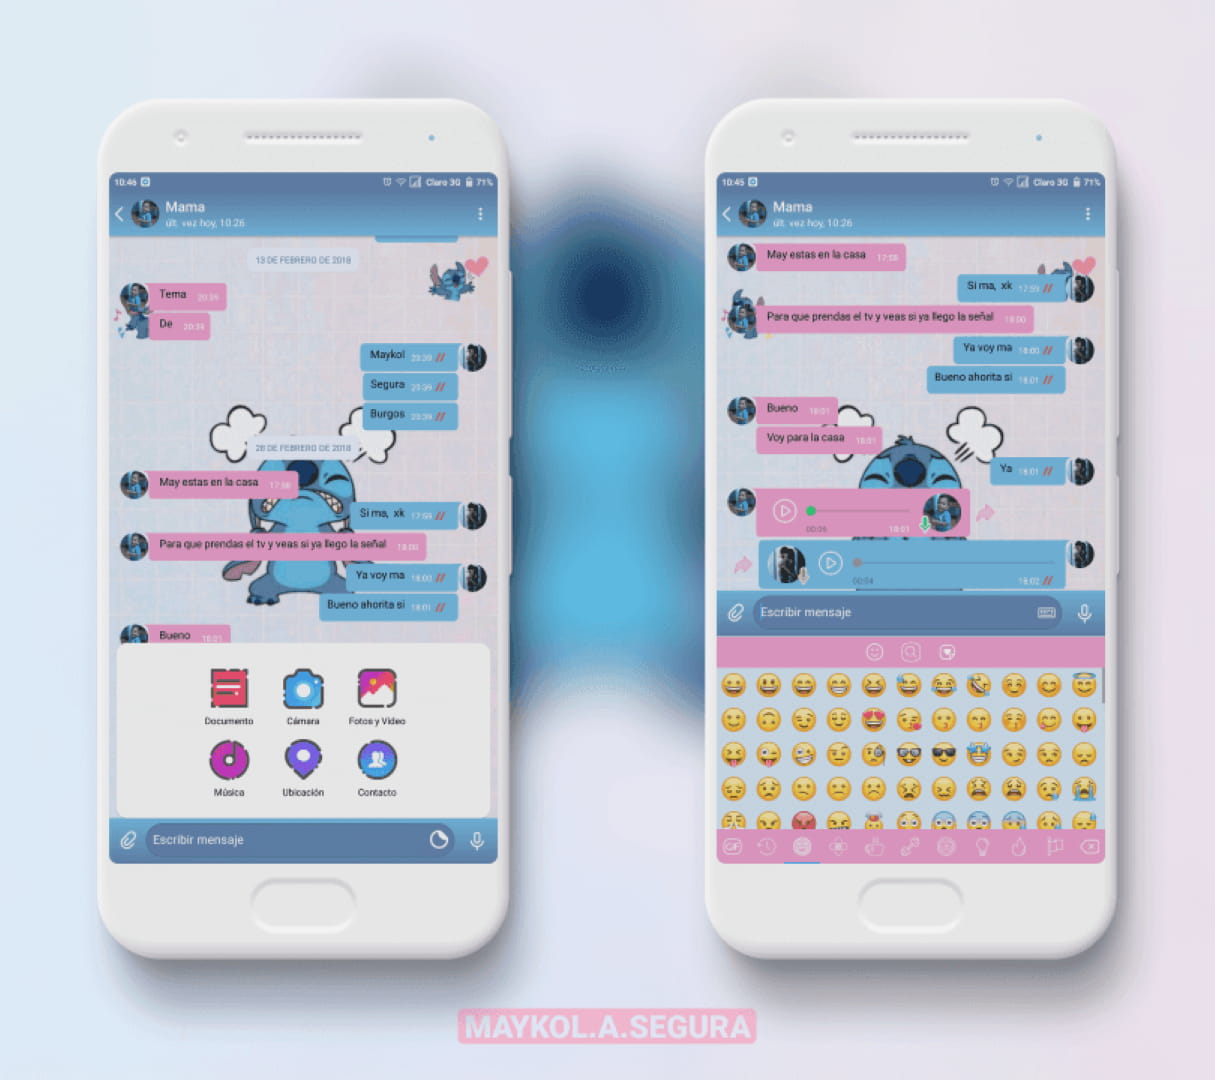 10:46
Claro 3G 71%
Mama
últ. vez hoy, 10:26
13 DE FEBRERO DE 2018
Tema 20:39
De 20:39
Maykol 20:39
Segura 20:39
Burgos 20:39
28 DE FEBRERO DE 2018
May estas en la casa 17:58
Si ma, xk 17:59
Para que prendas el tv y veas si ya llego la señal 18:00
Ya voy ma 18:00
Bueno ahorita si 18:01
Bueno 18:01
Documento
Cámara
Fotos y Video
Música
Ubicación
Contacto
Escribir mensaje
10:45
Claro 3G 71%
Mama
últ. vez hoy, 10:26
May estas en la casa 17:58
Si ma, xk 17:59
Para que prendas el tv y veas si ya llego la señal 18:00
Ya voy ma 18:00
Bueno ahorita si 18:01
Bueno 18:01
Voy para la casa 18:01
Ya 18:01
00:06 18:01
00:04 18:02
Escribir mensaje
GIF
MAYKOL.A.SEGURA